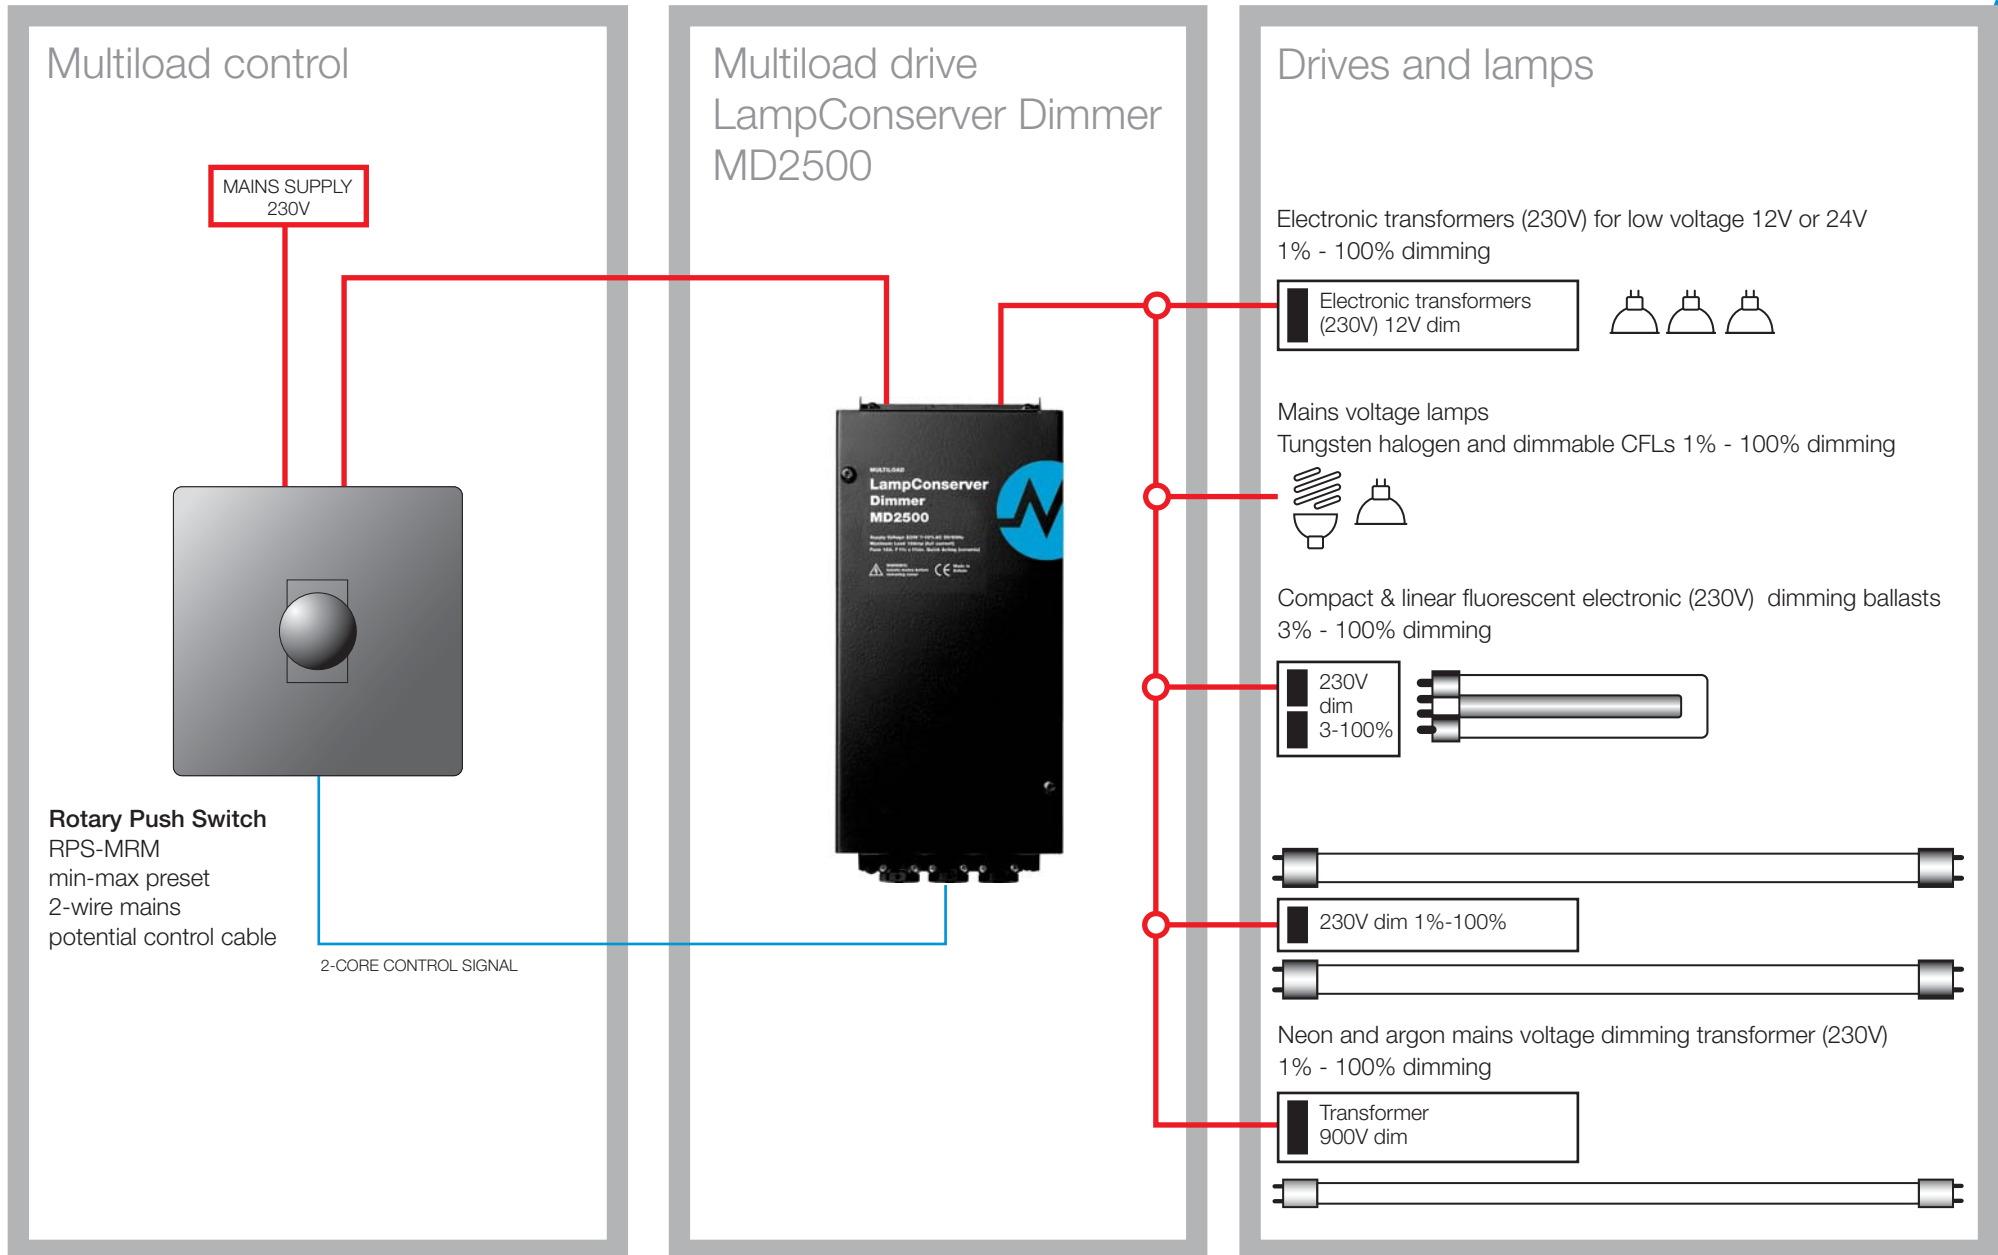 Multiload control
MAINS SUPPLY
230V
Rotary Push Switch
RPS-MRM
min-max preset
2-wire mains
potential control cable
2-CORE CONTROL SIGNAL
Multiload drive
LampConserver Dimmer
MD2500
MULTILOAD
LampConserver
Dimmer
MD2500
Drives and lamps
Electronic transformers (230V) for low voltage 12V or 24V
1% - 100% dimming
Electronic transformers
(230V) 12V dim
Mains voltage lamps
Tungsten halogen and dimmable CFLs 1% - 100% dimming
Compact & linear fluorescent electronic (230V) dimming ballasts
3% - 100% dimming
230V
dim
3-100%
230V dim 1%-100%
Neon and argon mains voltage dimming transformer (230V)
1% - 100% dimming
Transformer
900V dim